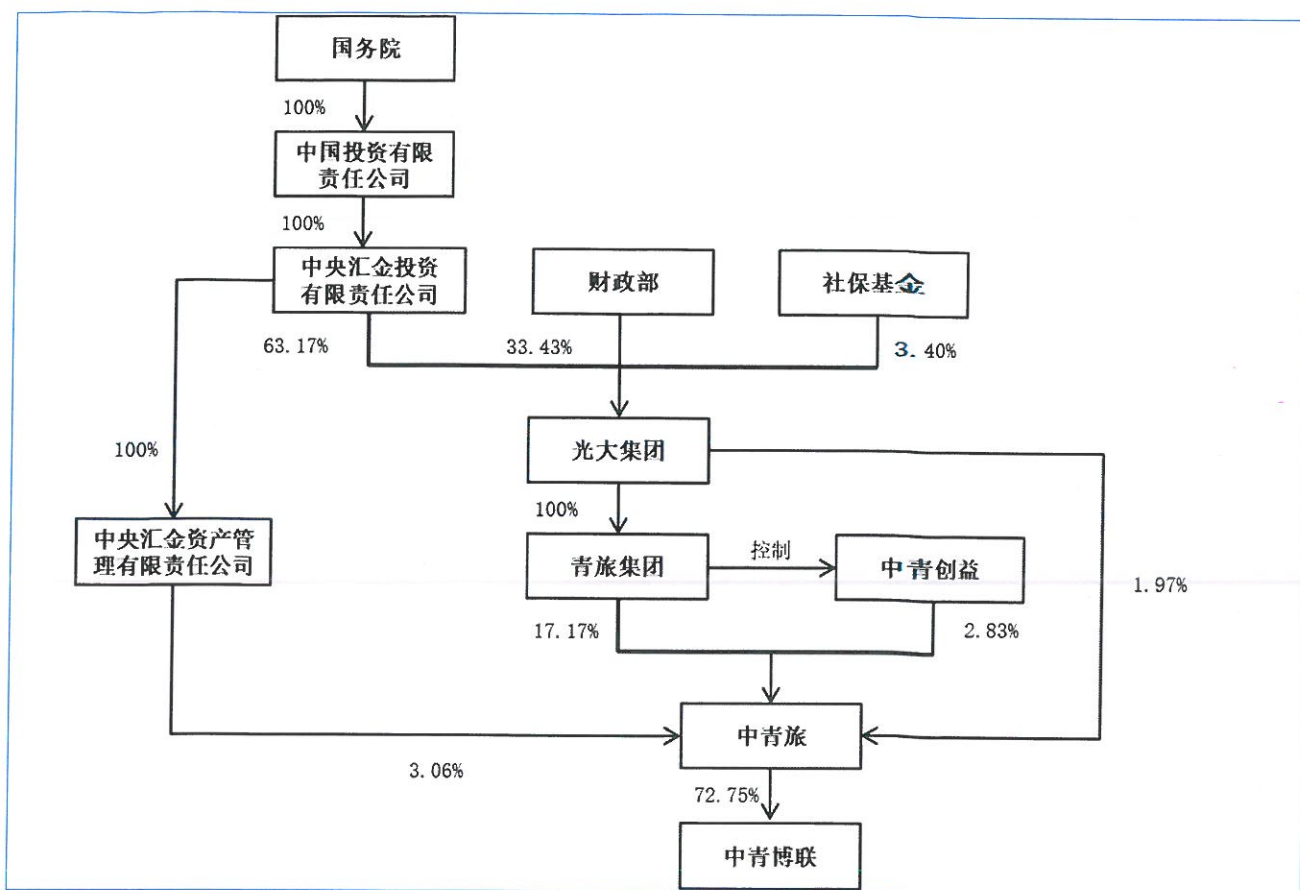 国务院
100%
中国投资有限
责任公司
100%
中央汇金投资
有限责任公司
财政部
社保基金
63.17%
33.43%
3.40%
光大集团
100%
100%
中央汇金资产管
理有限责任公司
青旅集团
控制
中青创益
1.97%
17.17%
2.83%
中青旅
3.06%
72.75%
中青博联